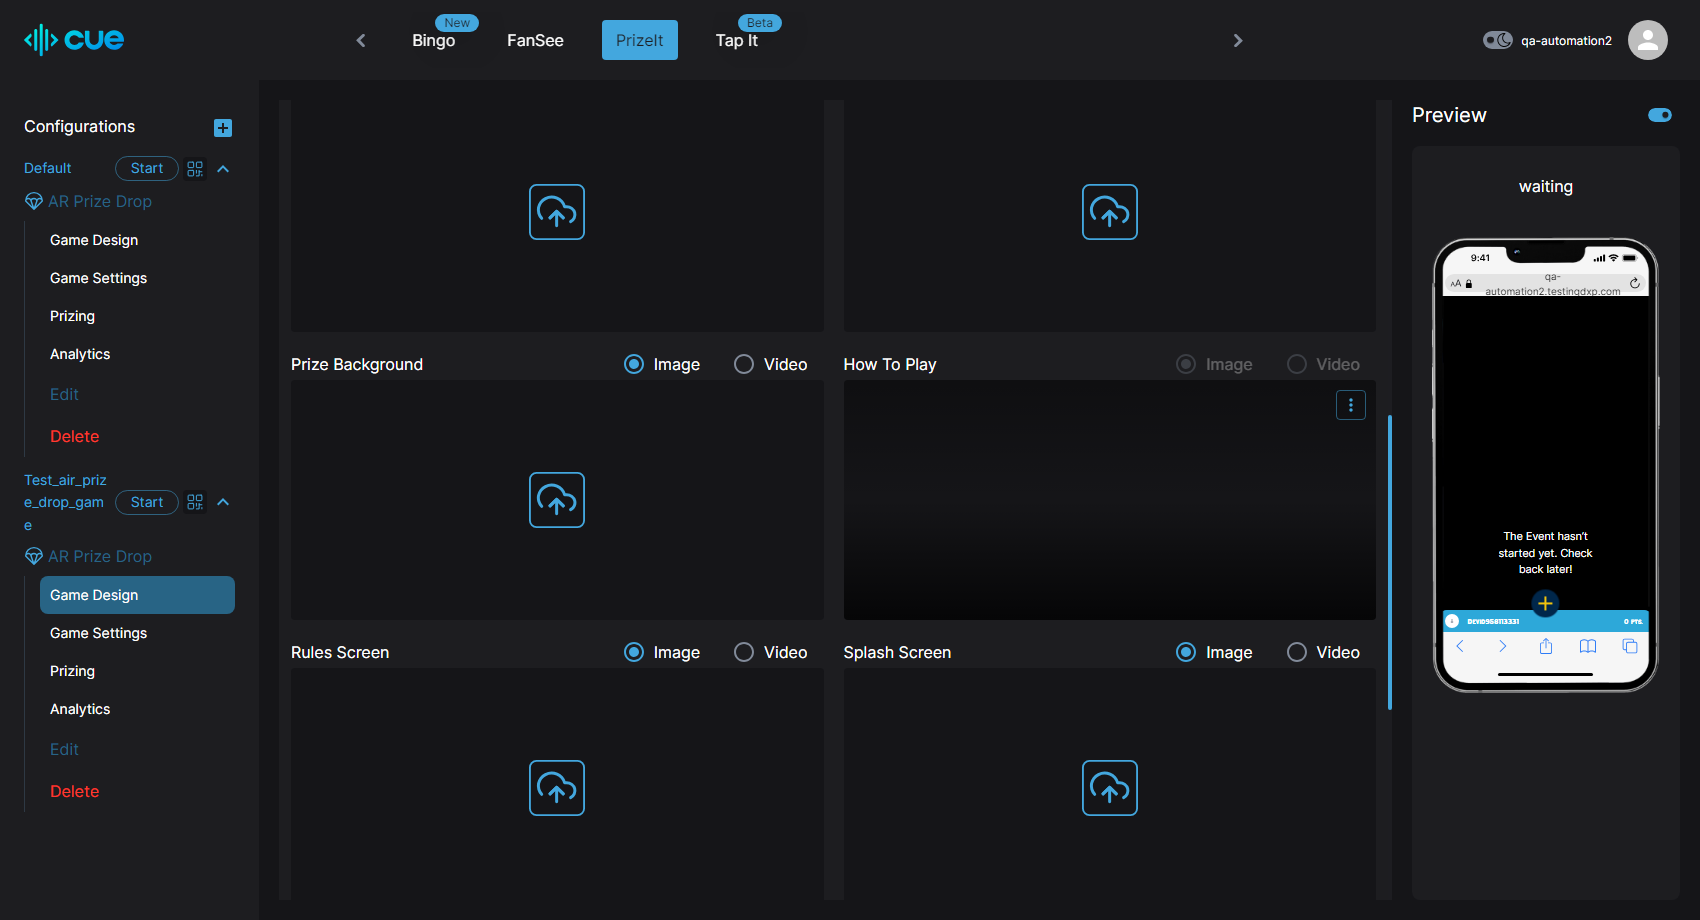 cue
New
Bingo
FanSee
PrizeIt
Beta
Tap It
qa-automation2
Configurations
Default
Start
AR Prize Drop
Game Design
Game Settings
Prizing
Analytics
Edit
Delete
Test_air_priz
e_drop_gam
e
Start
AR Prize Drop
Game Design
Game Settings
Prizing
Analytics
Edit
Delete
Prize Background
Image
Video
How To Play
Image
Video
Rules Screen
Image
Video
Splash Screen
Image
Video
Preview
waiting
9:41
AA
qa-
automation2.testingdxp.com
The Event hasn't
started yet. Check
back later!
0 Pts.